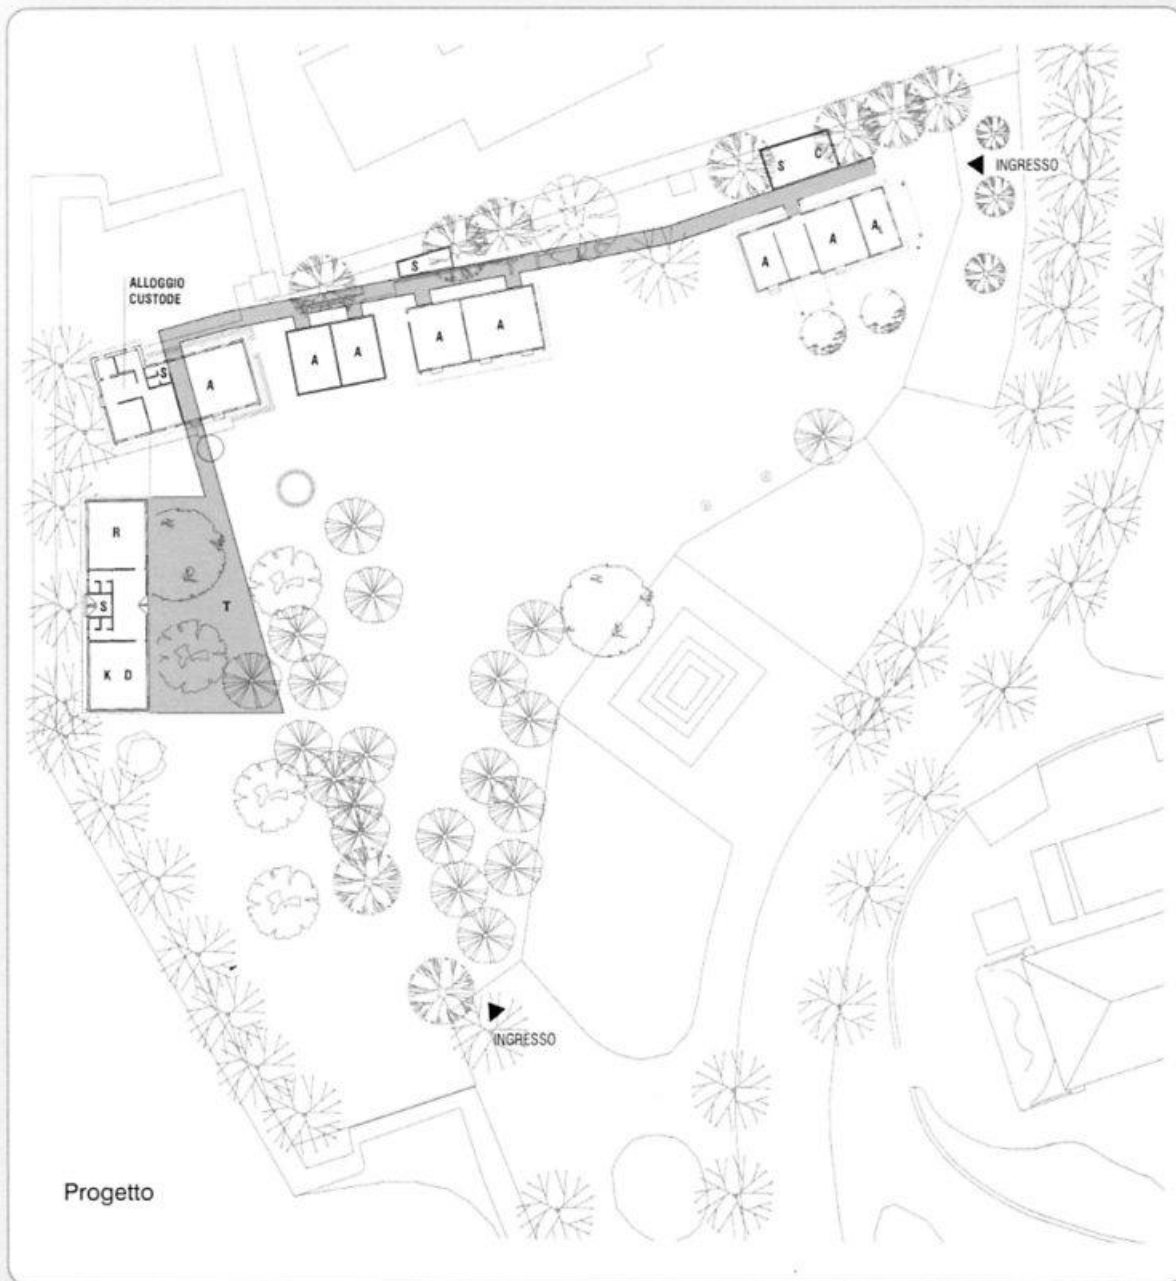 S C
INGRESSO
A A A
S
ALLOGGIO
CUSTODE
A A
A A
S
A
R
S
T
K D
INGRESSO
Progetto